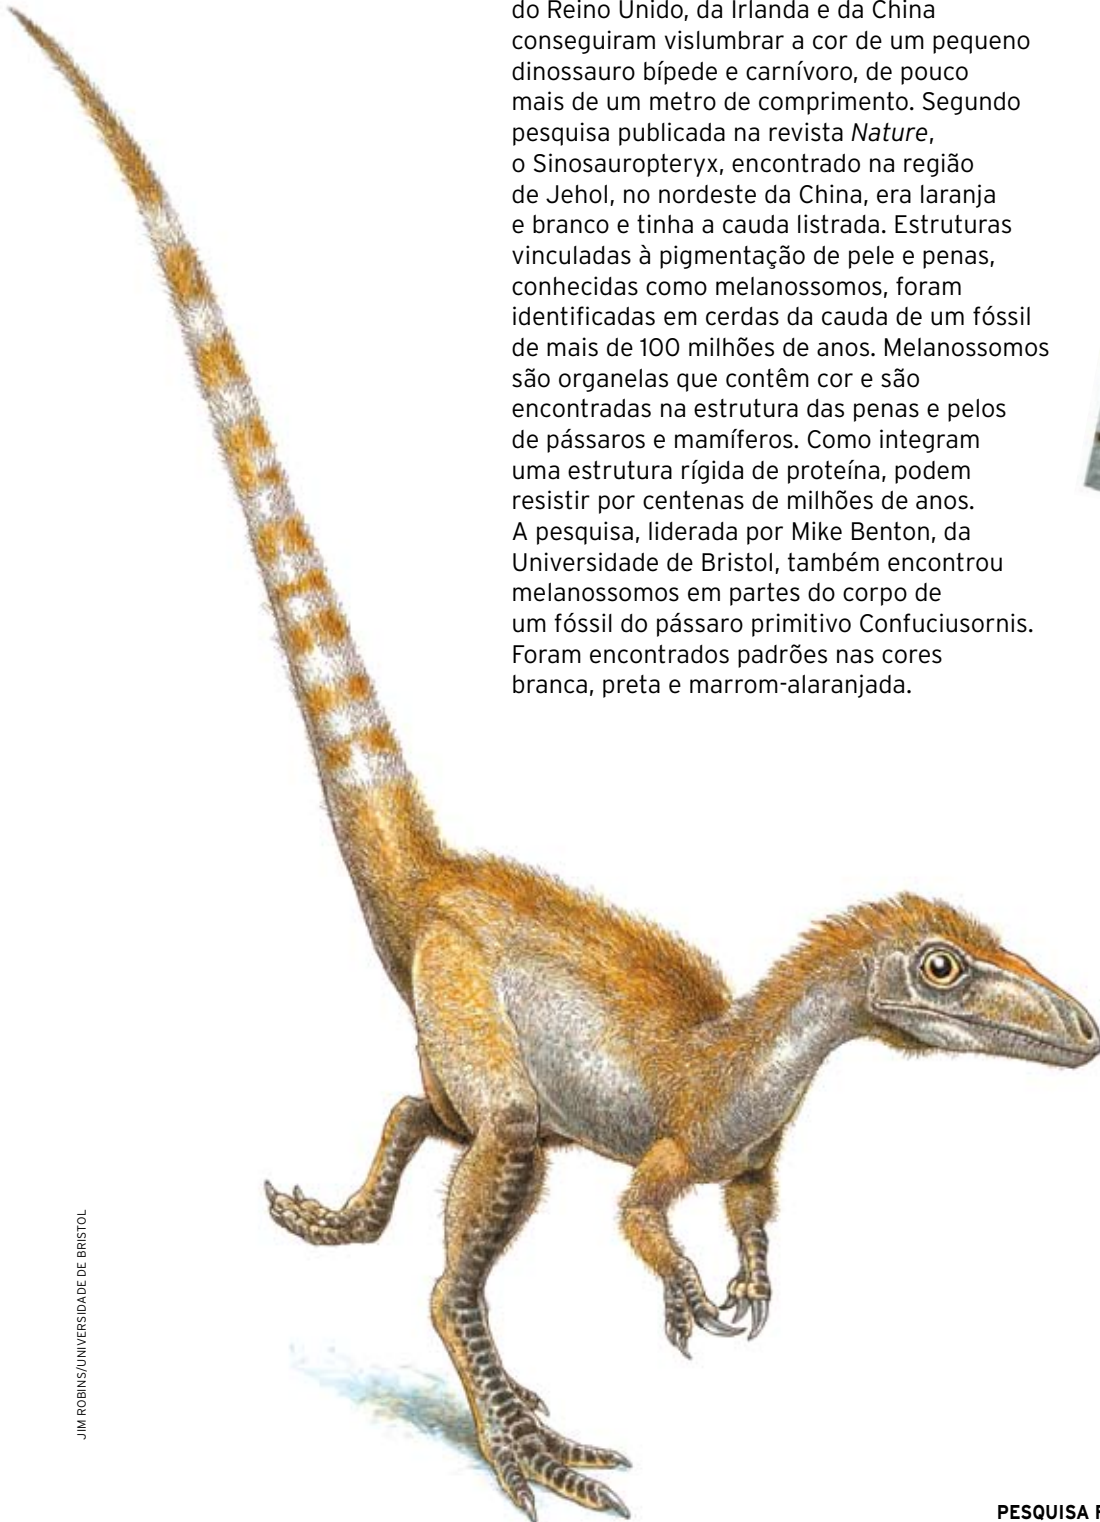 do Reino Unido, da Irlanda e da China
conseguiram vislumbrar a cor de um pequeno
dinossauro bípede e carnívoro, de pouco
mais de um metro de comprimento. Segundo
pesquisa publicada na revista Nature,
o Sinosauropteryx, encontrado na região
de Jehol, no nordeste da China, era laranja
e branco e tinha a cauda listrada. Estruturas
vinculadas à pigmentação de pele e penas,
conhecidas como melanossomos, foram
identificadas em cerdas da cauda de um fóssil
de mais de 100 milhões de anos. Melanossomos
são organelas que contêm cor e são
encontradas na estrutura das penas e pelos
de pássaros e mamíferos. Como integram
uma estrutura rígida de proteína, podem
resistir por centenas de milhões de anos.
A pesquisa, liderada por Mike Benton, da
Universidade de Bristol, também encontrou
melanossomos em partes do corpo de
um fóssil do pássaro primitivo Confuciusornis.
Foram encontrados padrões nas cores
branca, preta e marrom-alaranjada.
JIM ROBINS/UNIVERSIDADE DE BRISTOL
PESQUISA